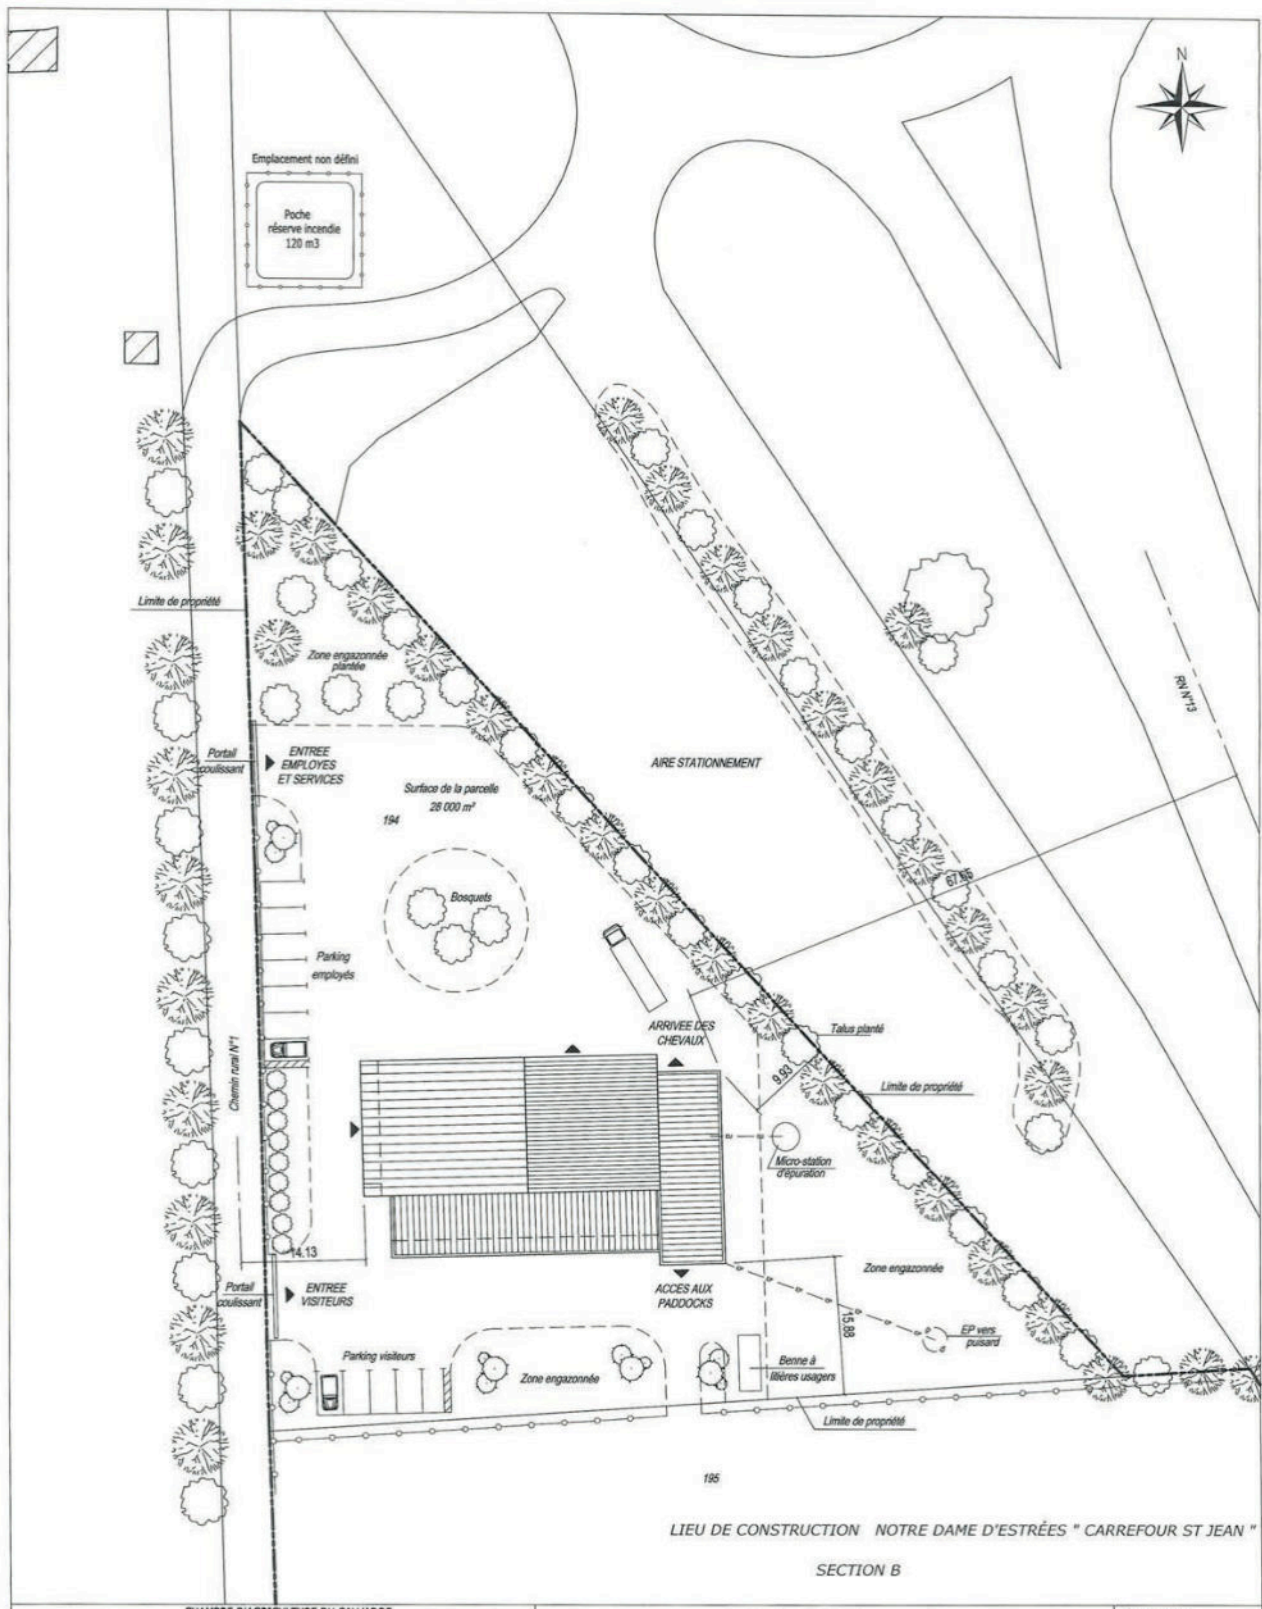 N
Emplacement non défini
Poche
réserve incendie
120 m3
Limite de propriété
Zone engazonnée
plantée
RN N°13
Portail
coulissant
ENTREE
EMPLOYES
ET SERVICES
AIRE STATIONNEMENT
Surface de la parcelle
28 000 m²
194
Bosquets
Parking
employés
ARRIVEE DES
CHEVAUX
Talus planté
Chemin rural N°1
9.93
Limite de propriété
Micro-station
d'épuration
14.13
Portail
coulissant
ENTREE
VISITEURS
ACCES AUX
PADDOCKS
Zone engazonnée
15.88
EP vers
puisard
Parking visiteurs
Zone engazonnée
Benne à
litières usagers
Limite de propriété
195
LIEU DE CONSTRUCTION NOTRE DAME D'ESTRÉES " CARREFOUR ST JEAN "
SECTION B